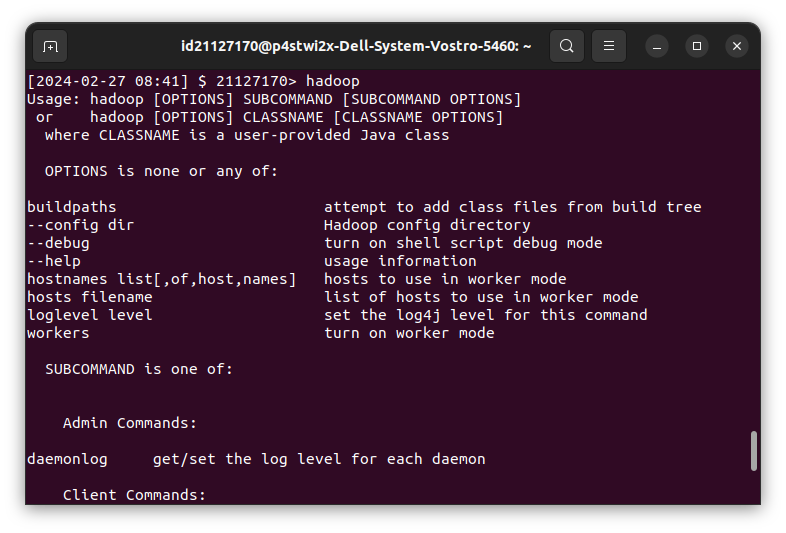 id21127170@p4stwi2x-Dell-System-Vostro-5460: ~
[2024-02-27 08:41] $ 21127170> hadoop
Usage: hadoop [OPTIONS] SUBCOMMAND [SUBCOMMAND OPTIONS]
 or    hadoop [OPTIONS] CLASSNAME [CLASSNAME OPTIONS]
  where CLASSNAME is a user-provided Java class
  OPTIONS is none or any of:
buildpaths                       attempt to add class files from build tree
--config dir                     Hadoop config directory
--debug                          turn on shell script debug mode
--help                           usage information
hostnames list[,of,host,names]   hosts to use in worker mode
hosts filename                   list of hosts to use in worker mode
loglevel level                   set the log4j level for this command
workers                          turn on worker mode
  SUBCOMMAND is one of:
    Admin Commands:
daemonlog     get/set the log level for each daemon
    Client Commands: